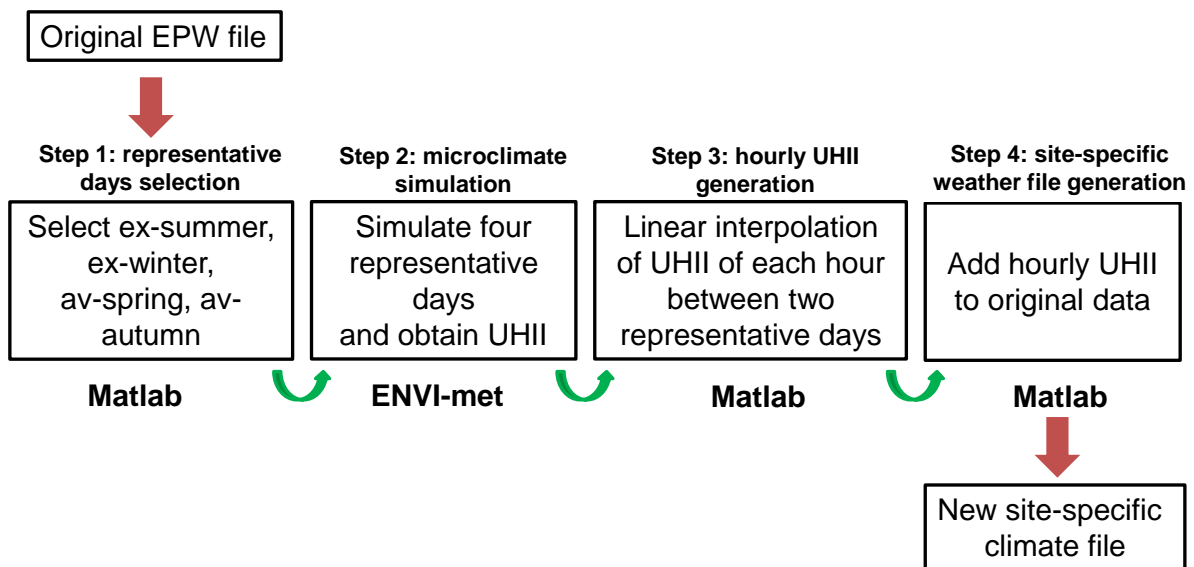 Original EPW file
Step 1: representative
days selection
Select ex-summer,
ex-winter,
av-spring, av-
autumn
Matlab
Step 2: microclimate
simulation
Simulate four
representative
days
and obtain UHII
ENVI-met
Step 3: hourly UHII
generation
Linear interpolation
of UHII of each hour
between two
representative days
Matlab
Step 4: site-specific
weather file generation
Add hourly UHII
to original data
Matlab
New site-specific
climate file